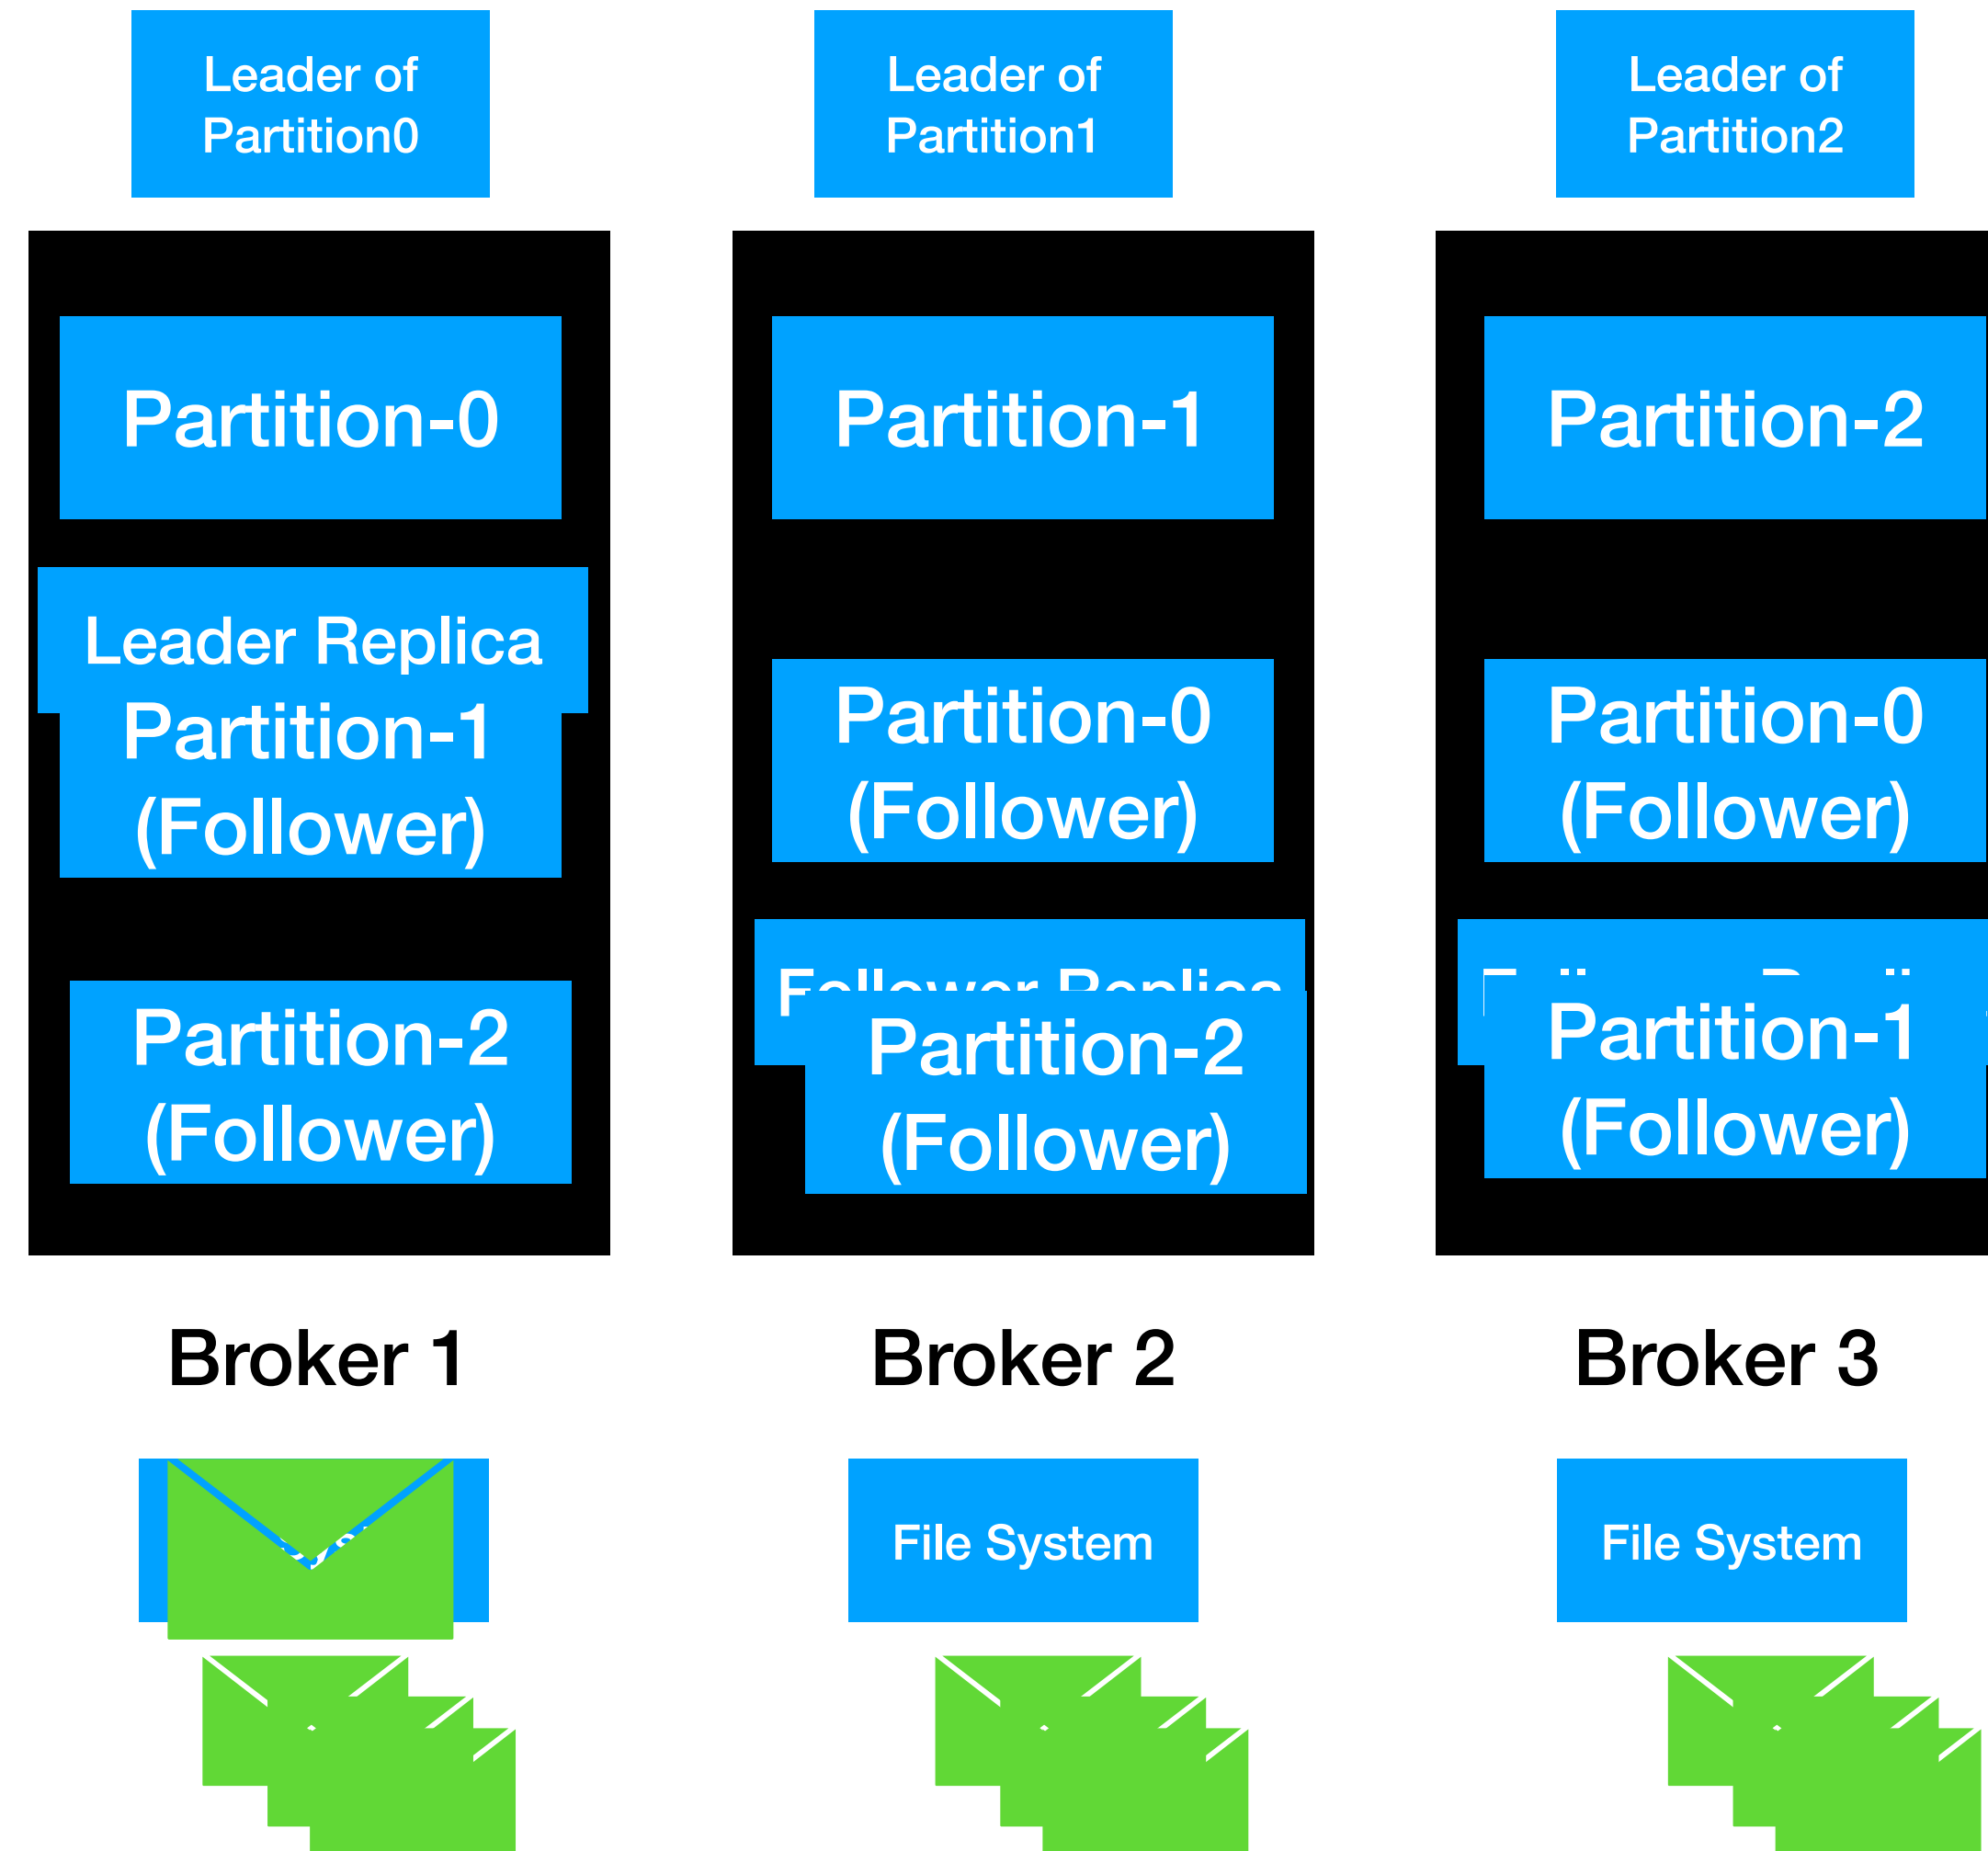 Leader of
Partition0
Leader of
Partition1
Leader of
Partition2
Partition-0
Leader Replica
Partition-1
(Follower)
Partition-2
(Follower)
Broker 1
Partition-1
Partition-0
(Follower)
Follower Replica
Partition-2
(Follower)
Broker 2
File System
Partition-2
Partition-0
(Follower)
Partition-1
(Follower)
Broker 3
File System